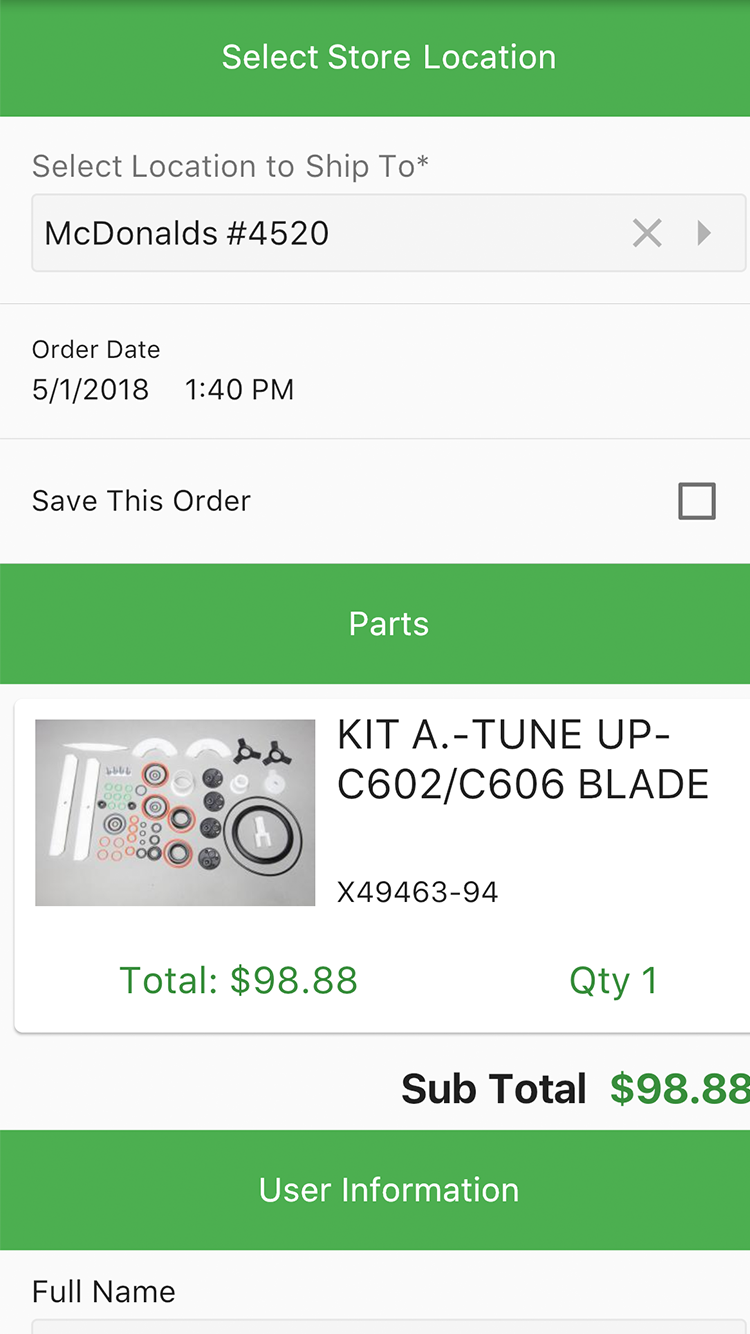 Select Store Location
Select Location to Ship To*
McDonalds #4520
Order Date
5/1/2018 1:40 PM
Save This Order
Parts
KIT A.-TUNE UP-
C602/C606 BLADE
X49463-94
Total: $98.88 Qty 1
Sub Total $98.88
User Information
Full Name